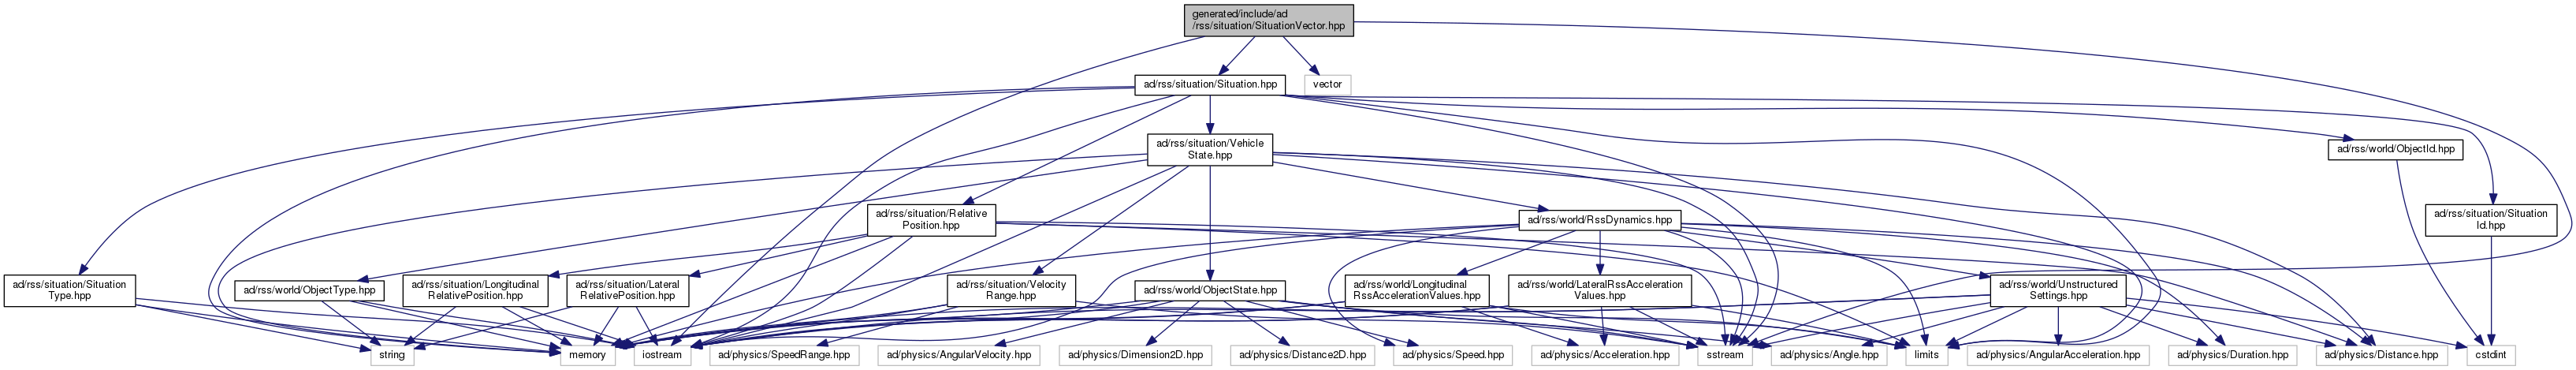 generated/include/ad
/rss/situation/SituationVector.hpp
ad/rss/situation/Situation.hpp
vector
ad/rss/situation/Vehicle
State.hpp
ad/rss/world/ObjectId.hpp
ad/rss/situation/Relative
Position.hpp
ad/rss/world/RssDynamics.hpp
ad/rss/situation/Situation
Id.hpp
ad/rss/situation/Situation
Type.hpp
ad/rss/world/ObjectType.hpp
ad/rss/situation/Longitudinal
RelativePosition.hpp
ad/rss/situation/Lateral
RelativePosition.hpp
ad/rss/situation/Velocity
Range.hpp
ad/rss/world/ObjectState.hpp
ad/rss/world/Longitudinal
RssAccelerationValues.hpp
ad/rss/world/LateralRssAcceleration
Values.hpp
ad/rss/world/Unstructured
Settings.hpp
string
memory
iostream
ad/physics/SpeedRange.hpp
ad/physics/AngularVelocity.hpp
ad/physics/Dimension2D.hpp
ad/physics/Distance2D.hpp
ad/physics/Speed.hpp
ad/physics/Acceleration.hpp
sstream
ad/physics/Angle.hpp
limits
ad/physics/AngularAcceleration.hpp
ad/physics/Duration.hpp
ad/physics/Distance.hpp
cstdint